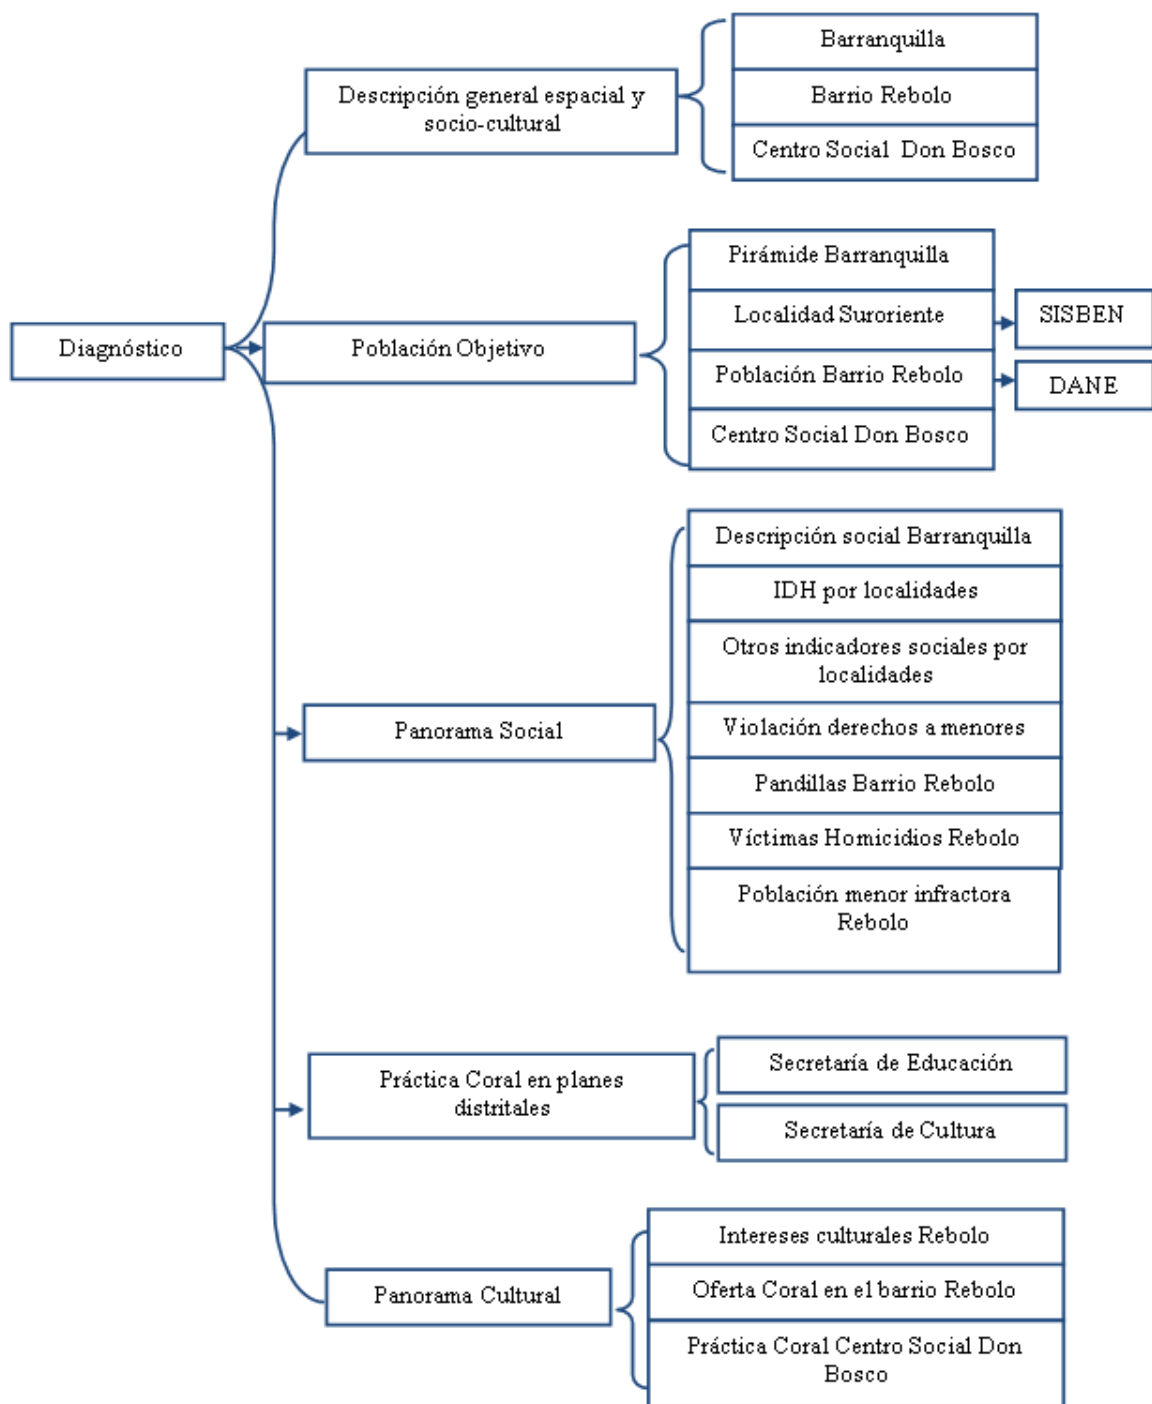 Diagnóstico
Descripción general espacial y
socio-cultural
Barranquilla
Barrio Rebolo
Centro Social Don Bosco
Población Objetivo
Pirámide Barranquilla
Localidad Suroriente
SISBEN
Población Barrio Rebolo
DANE
Centro Social Don Bosco
Panorama Social
Descripción social Barranquilla
IDH por localidades
Otros indicadores sociales por
localidades
Violación derechos a menores
Pandillas Barrio Rebolo
Víctimas Homicidios Rebolo
Población menor infractora
Rebolo
Práctica Coral en planes
distritales
Secretaría de Educación
Secretaría de Cultura
Panorama Cultural
Intereses culturales Rebolo
Oferta Coral en el barrio Rebolo
Práctica Coral Centro Social Don
Bosco